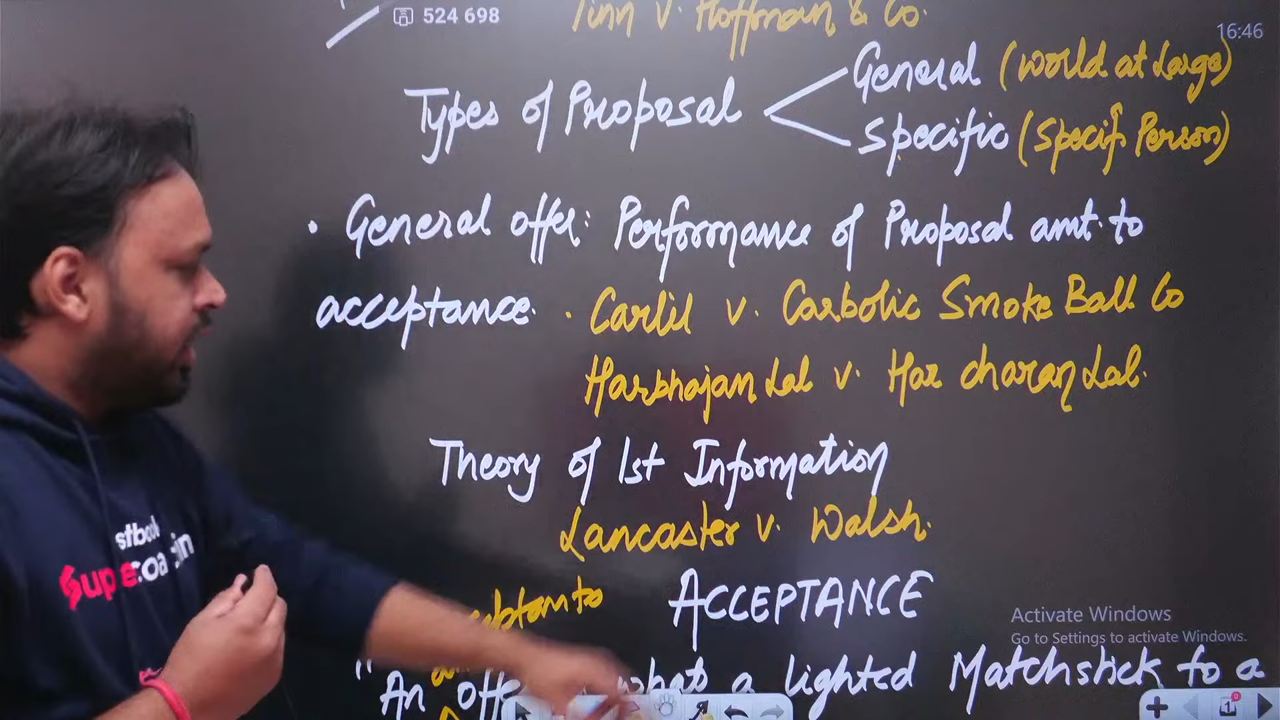 524 698
Tinn v. Hoffman & Co.
16:46
Types of Proposal
General (World at Large)
Specific (Specif. Person)
• General offer: Performance of Proposal amt. to
acceptance. • Carlil v. Carbolic Smoke Ball Co
Harbhajan Lal v. Har charan Lal.
Theory of 1st Information
Lancaster v. Walsh.
ACCEPTANCE
Activate Windows
Go to Settings to activate Windows.
"An a lighted Matchstick to a